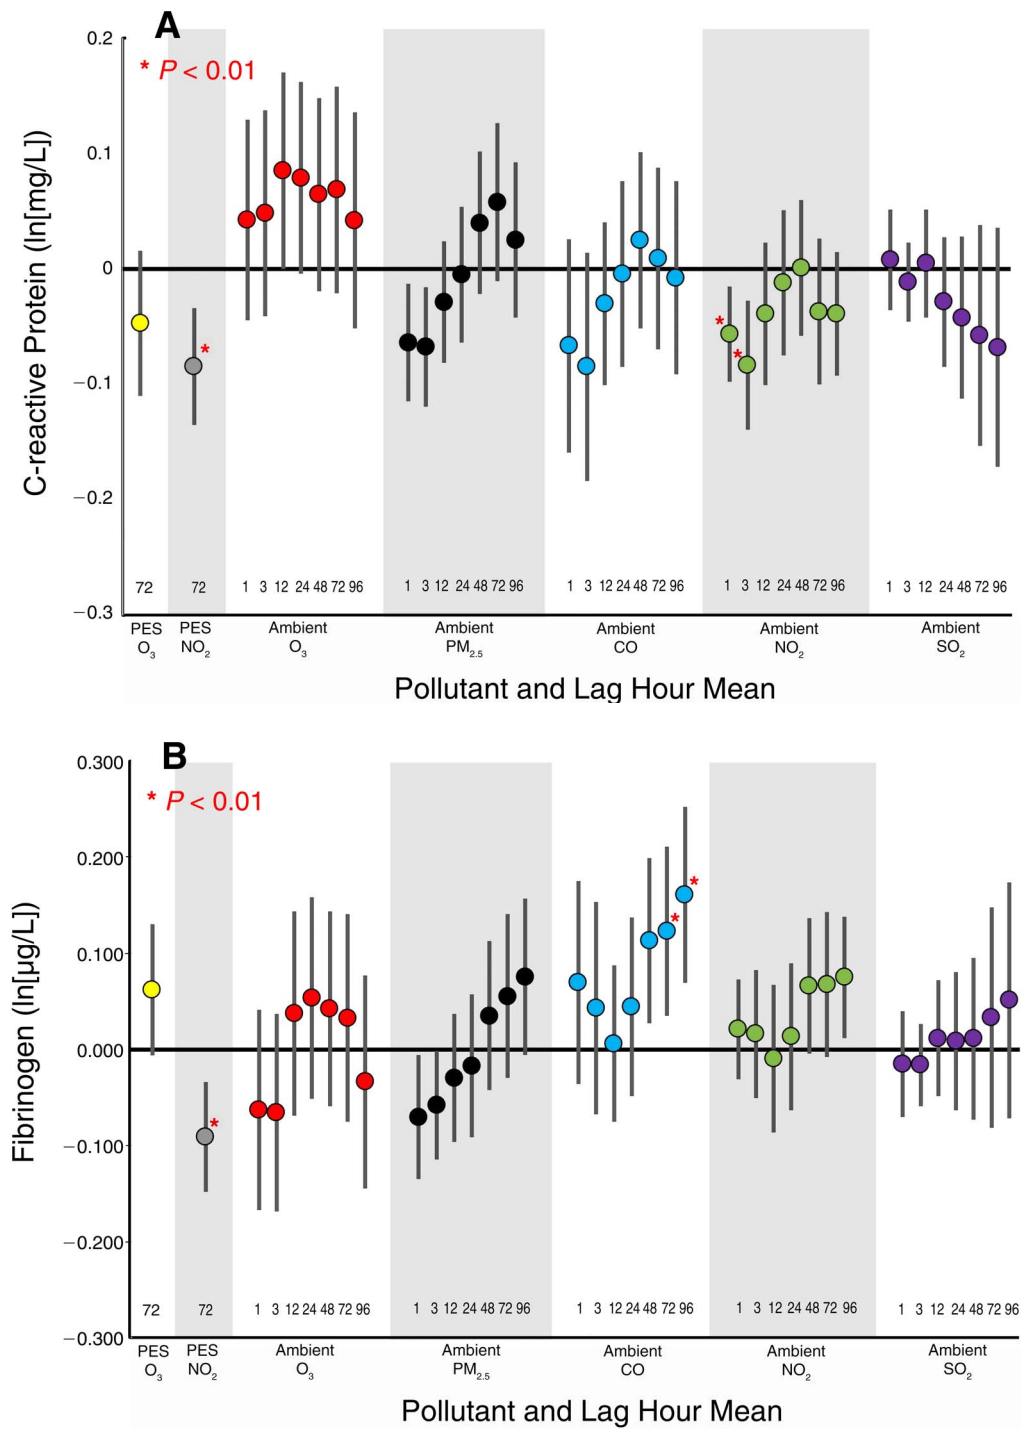 A
* P < 0.01
C-reactive Protein (ln[mg/L])
0.2
0.1
0
−0.1
−0.2
−0.3
72 72 1 3 12 24 48 72 96 1 3 12 24 48 72 96 1 3 12 24 48 72 96 1 3 12 24 48 72 96 1 3 12 24 48 72 96
* * *
PES PES Ambient Ambient Ambient Ambient Ambient
O3 NO2 O3 PM2.5 CO NO2 SO2
Pollutant and Lag Hour Mean
B
* P < 0.01
Fibrinogen (ln[µg/L])
0.300
0.200
0.100
0.000
−0.100
−0.200
−0.300
* * *
72 72 1 3 12 24 48 72 96 1 3 12 24 48 72 96 1 3 12 24 48 72 96 1 3 12 24 48 72 96 1 3 12 24 48 72 96
PES PES Ambient Ambient Ambient Ambient Ambient
O3 NO2 O3 PM2.5 CO NO2 SO2
Pollutant and Lag Hour Mean